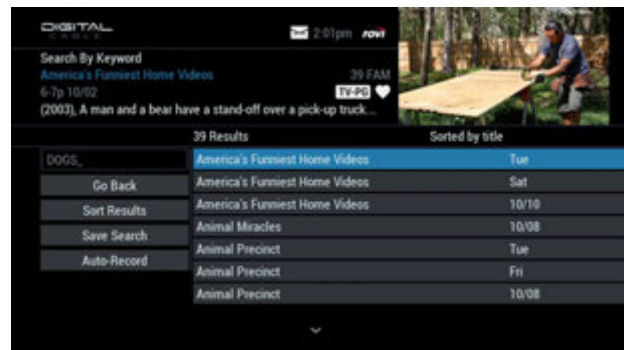 DIGITAL
CABLE
2:01pm rovi
Search By Keyword
America's Funniest Home Videos 39 FAM
6-7p 10/02 TV-PG
(2003), A man and a bear have a stand-off over a pick-up truck...
39 Results Sorted by title
DOGS_
America's Funniest Home Videos Tue
Go Back
America's Funniest Home Videos Sat
Sort Results
America's Funniest Home Videos 10/10
Save Search
Animal Miracles 10/08
Auto-Record
Animal Precinct Tue
Animal Precinct Fri
Animal Precinct 10/08